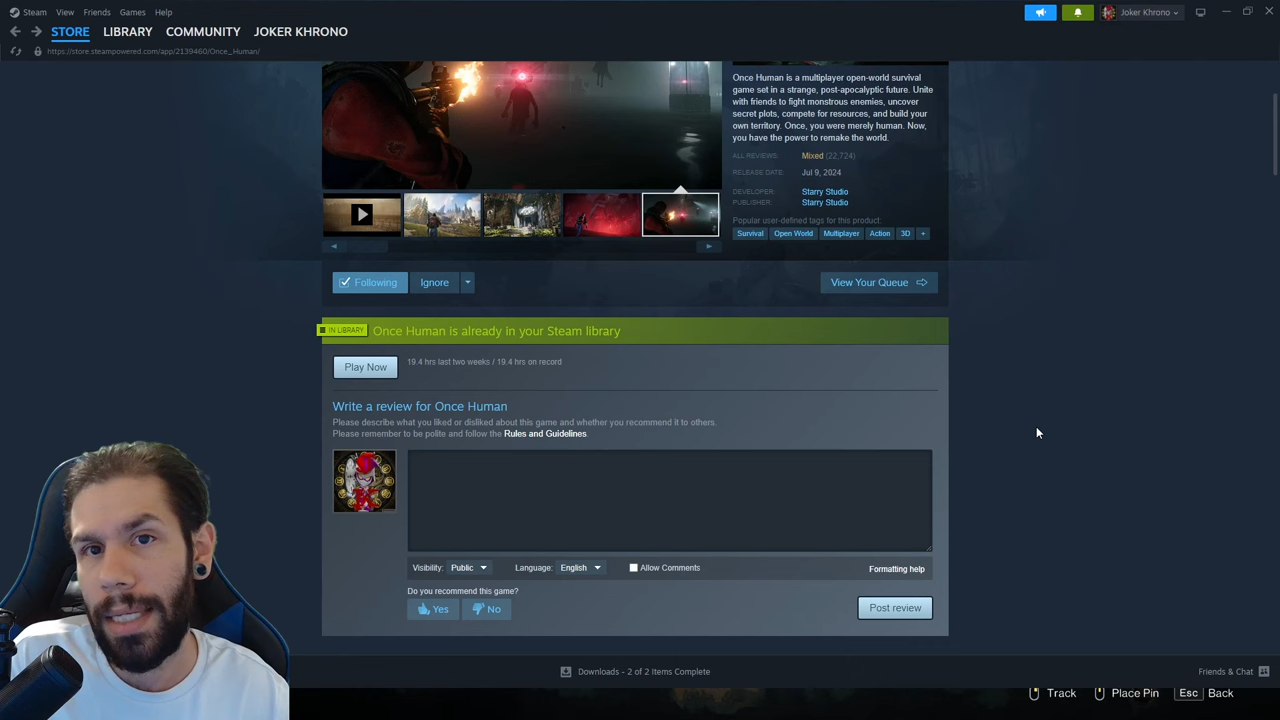 Steam View Friends Games Help
Joker Khrono
STORE LIBRARY COMMUNITY JOKER KHRONO
https://store.steampowered.com/app/2139460/Once_Human/
Once Human is a multiplayer open-world survival
game set in a strange, post-apocalyptic future. Unite
with friends to fight monstrous enemies, uncover
secret plots, compete for resources, and build your
own territory. Once, you were merely human. Now,
you have the power to remake the world.
ALL REVIEWS: Mixed (22,724)
RELEASE DATE: Jul 9, 2024
DEVELOPER: Starry Studio
PUBLISHER: Starry Studio
Popular user-defined tags for this product:
Survival Open World Multiplayer Action 3D +
Following Ignore View Your Queue
IN LIBRARY Once Human is already in your Steam library
Play Now 19.4 hrs last two weeks / 19.4 hrs on record
Write a review for Once Human
Please describe what you liked or disliked about this game and whether you recommend it to others.
Please remember to be polite and follow the Rules and Guidelines.
Visibility: Public Language: English Allow Comments Formatting help
Do you recommend this game?
Yes No Post review
Downloads - 2 of 2 Items Complete Friends & Chat
Track Place Pin Esc Back